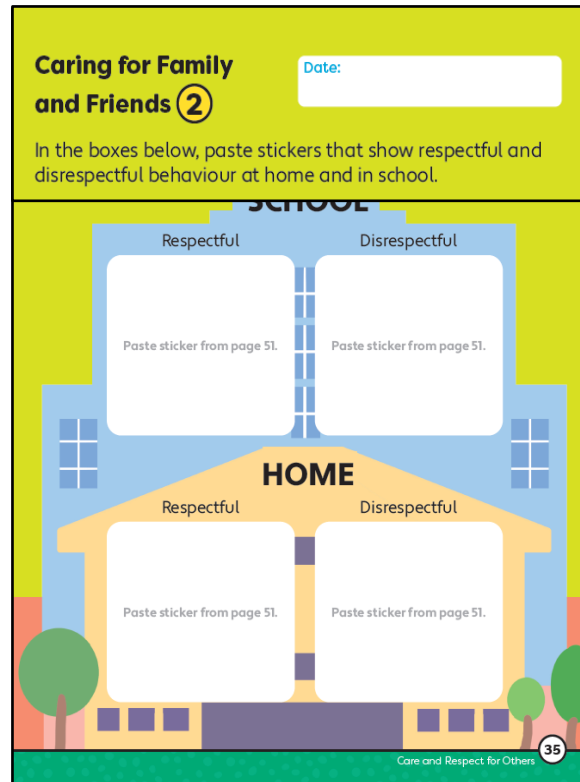 Caring for Family
and Friends 2
Date:
In the boxes below, paste stickers that show respectful and
disrespectful behaviour at home and in school.
SCHOOL
Respectful
Disrespectful
Paste sticker from page 51.
Paste sticker from page 51.
HOME
Respectful
Disrespectful
Paste sticker from page 51.
Paste sticker from page 51.
Care and Respect for Others
35